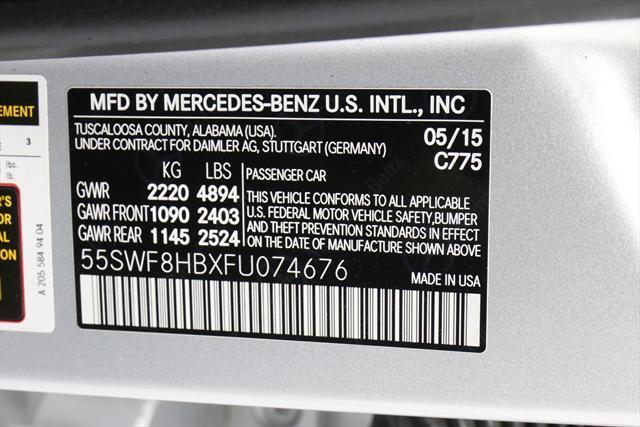 MFD BY MERCEDES-BENZ U.S. INTL., INC
TUSCALOOSA COUNTY, ALABAMA (USA).
UNDER CONTRACT FOR DAIMLER AG, STUTTGART (GERMANY)
05/15
C775
KG LBS
GVWR 2220 4894
GAWR FRONT 1090 2403
GAWR REAR 1145 2524
PASSENGER CAR
THIS VEHICLE CONFORMS TO ALL APPLICABLE
U.S. FEDERAL MOTOR VEHICLE SAFETY, BUMPER
AND THEFT PREVENTION STANDARDS IN EFFECT
ON THE DATE OF MANUFACTURE SHOWN ABOVE
55SWF8HBXFU074676
MADE IN USA
EMENT
3
lbs.
lb.
A 205 584 94 04